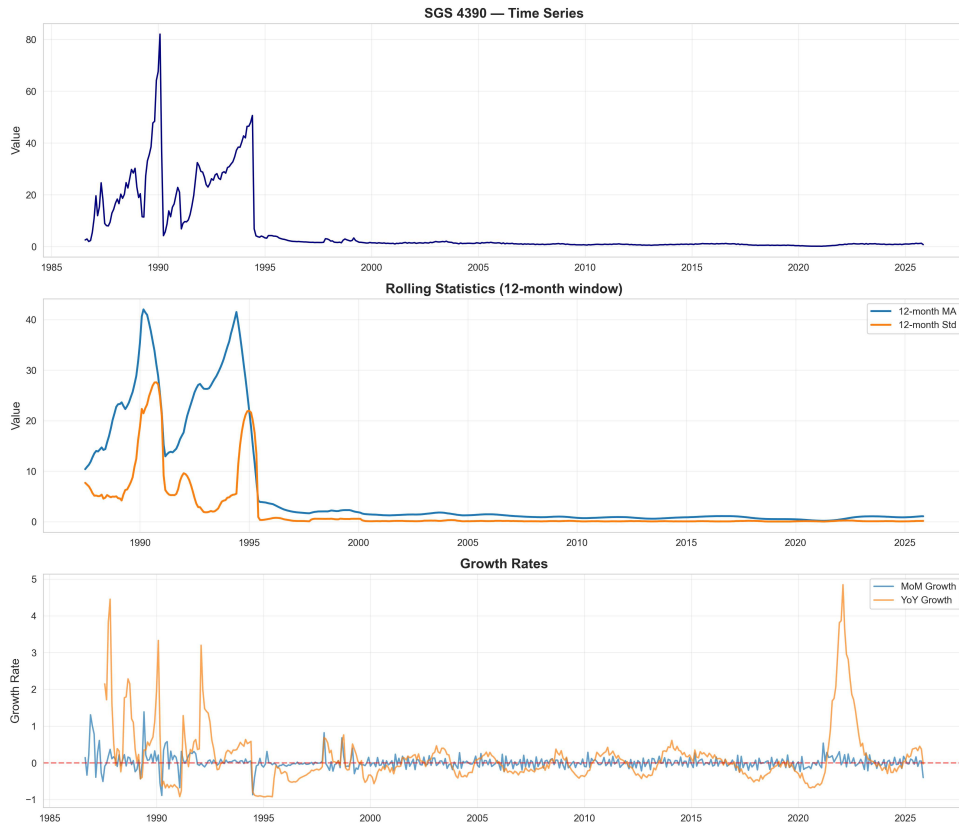 SGS 4390 — Time Series
Value
80
60
40
20
0
1985 1990 1995 2000 2005 2010 2015 2020 2025
Rolling Statistics (12-month window)
12-month MA
12-month Std
Value
40
30
20
10
0
1990 1995 2000 2005 2010 2015 2020 2025
Growth Rates
MoM Growth
YoY Growth
Growth Rate
5
4
3
2
1
0
−1
1985 1990 1995 2000 2005 2010 2015 2020 2025